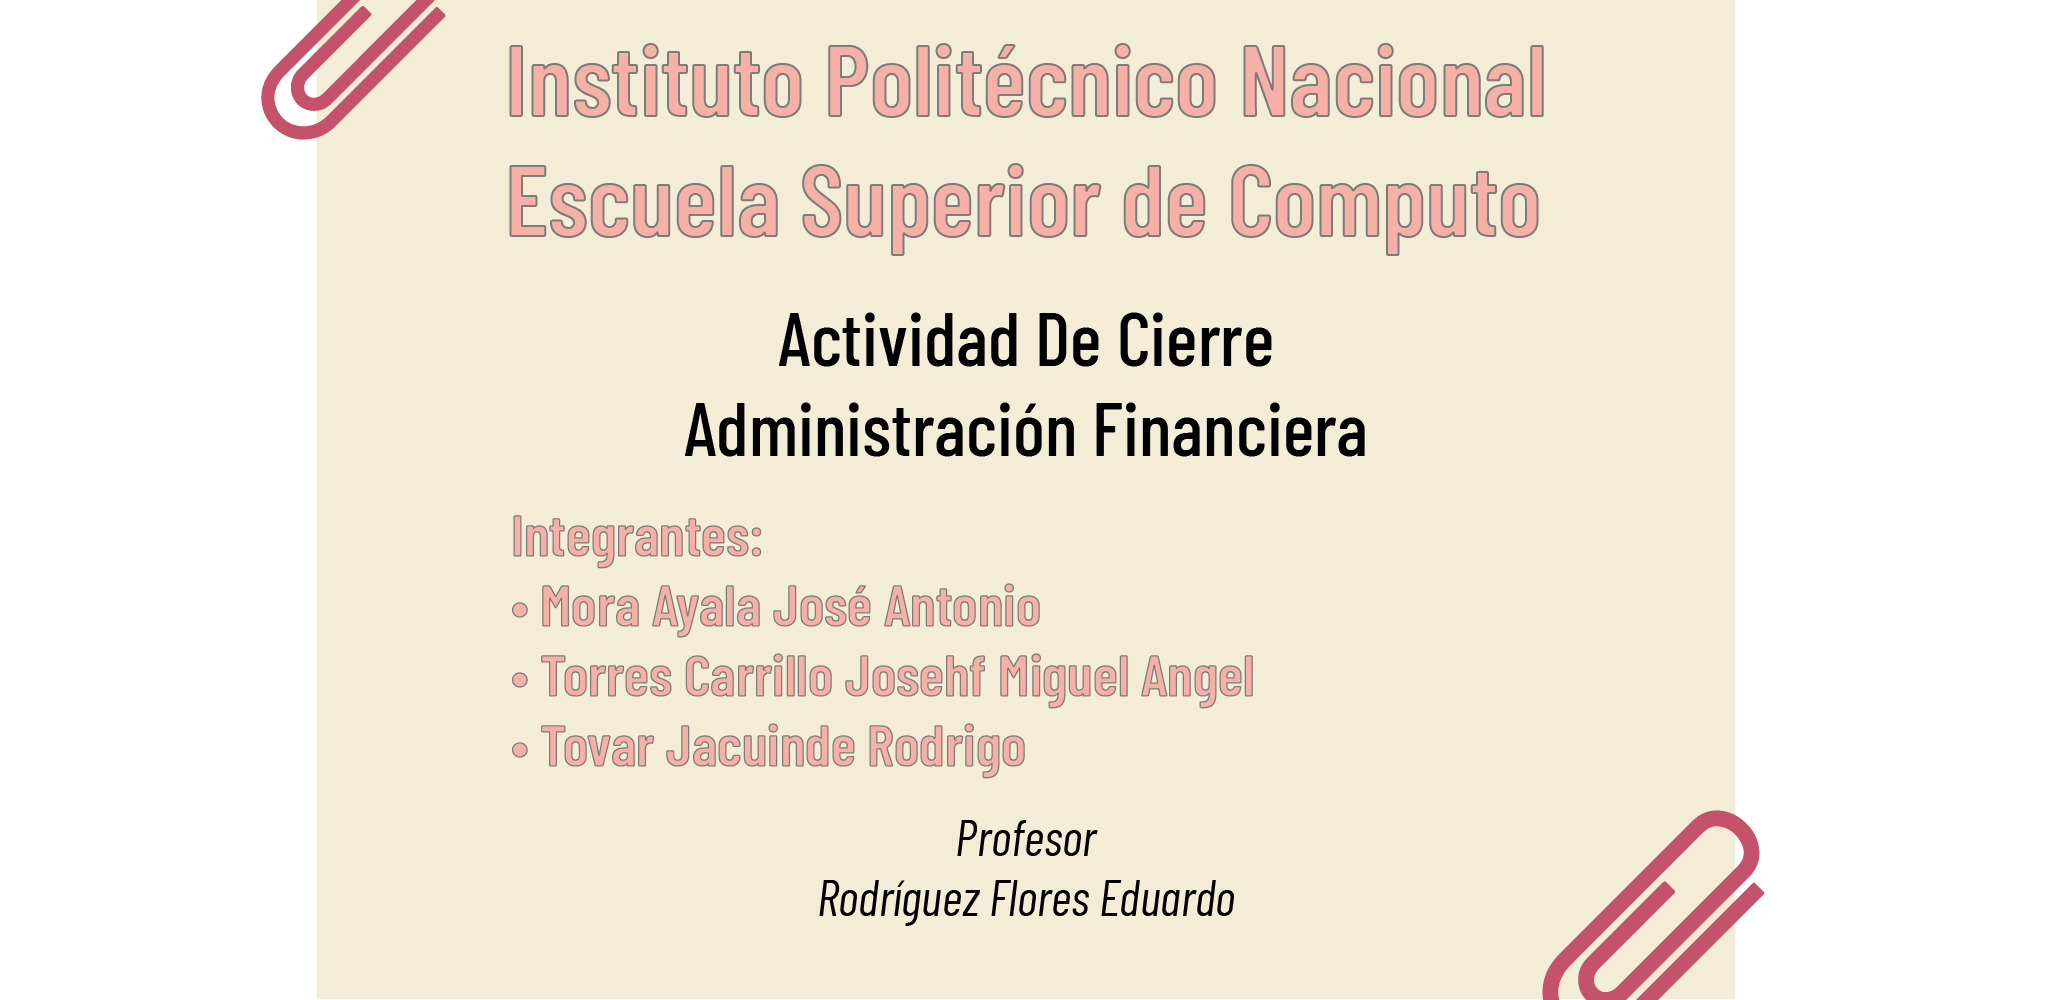 Instituto Politécnico Nacional
Escuela Superior de Computo
Actividad De Cierre
Administración Financiera
Integrantes:
• Mora Ayala José Antonio
• Torres Carrillo Josehf Miguel Angel
• Tovar Jacuinde Rodrigo
Profesor
Rodríguez Flores Eduardo